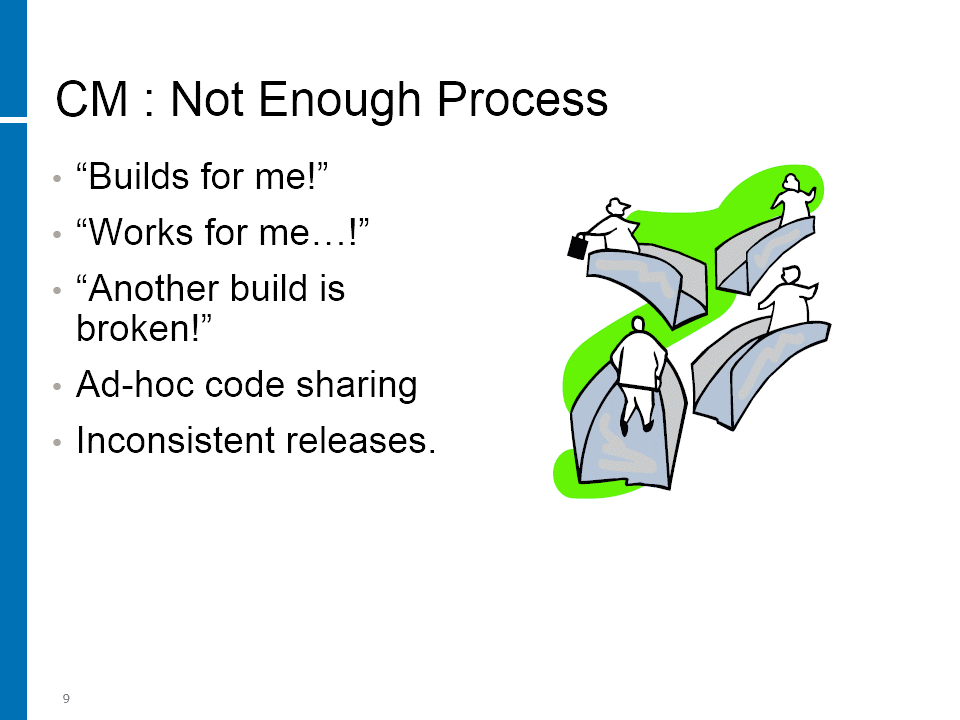 CM : Not Enough Process
• “Builds for me!”
• “Works for me…!”
• “Another build is
broken!”
• Ad-hoc code sharing
• Inconsistent releases.
9